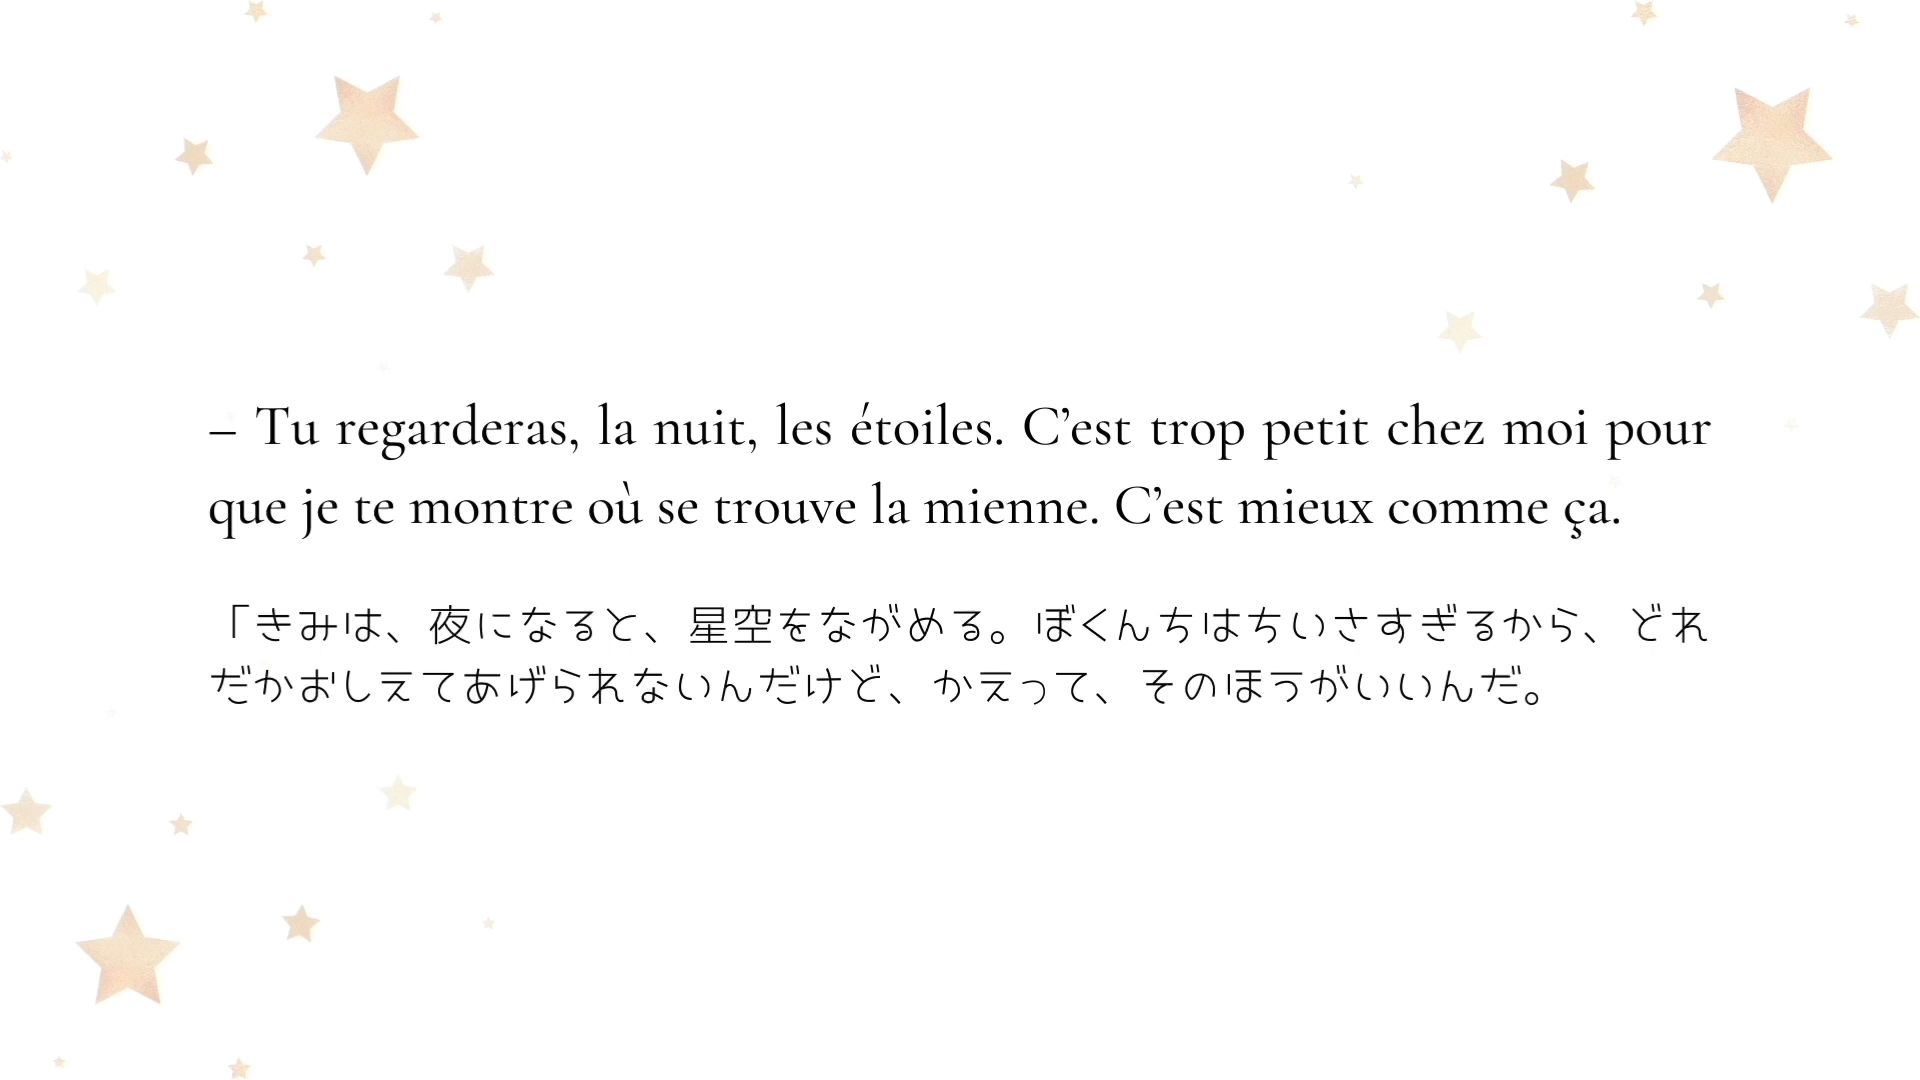 – Tu regarderas, la nuit, les étoiles. C’est trop petit chez moi pour
que je te montre où se trouve la mienne. C’est mieux comme ça.
「きみは、夜になると、星空をながめる。ぼくんちはちいさすぎるから、どれ
だかおしえてあげられないんだけど、かえって、そのほうがいいんだ。